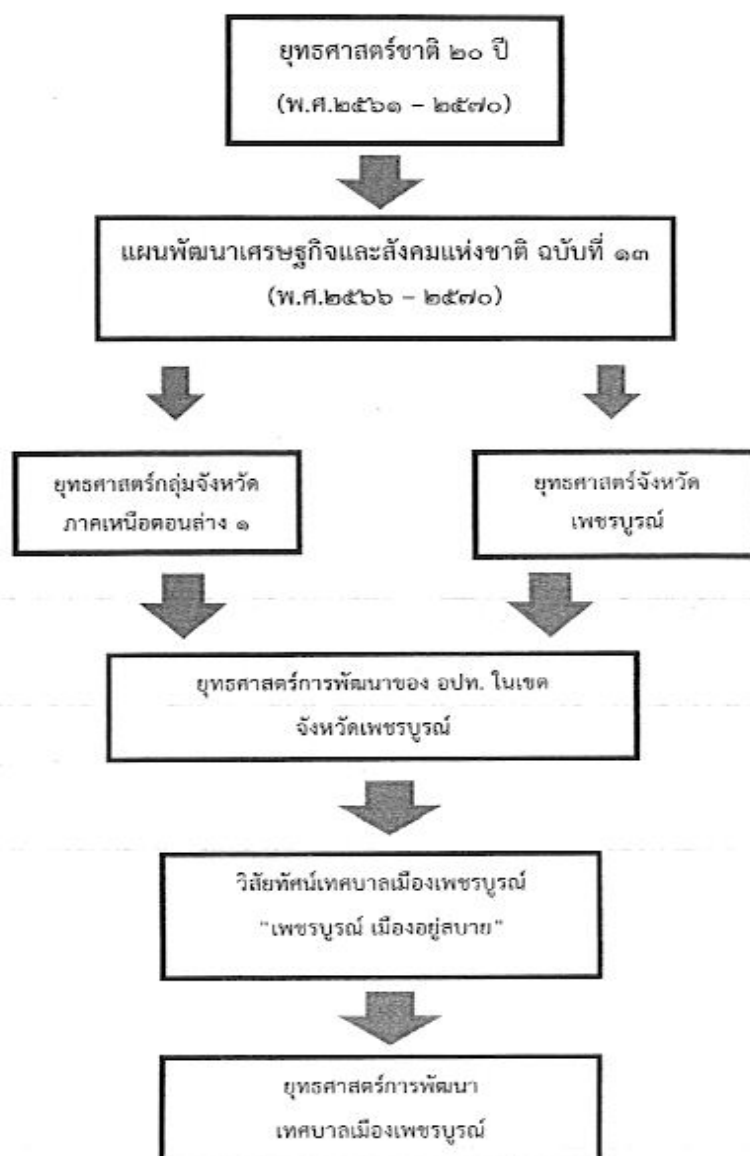 ยุทธศาสตร์ชาติ ๒๐ ปี
(พ.ศ.๒๕๖๑ - ๒๕๗๐)
แผนพัฒนาเศรษฐกิจและสังคมแห่งชาติ ฉบับที่ ๑๓
(พ.ศ.๒๕๖๖ - ๒๕๗๐)
ยุทธศาสตร์กลุ่มจังหวัด
ภาคเหนือตอนล่าง ๑
ยุทธศาสตร์จังหวัด
เพชรบูรณ์
ยุทธศาสตร์การพัฒนาของ อปท. ในเขต
จังหวัดเพชรบูรณ์
วิสัยทัศน์เทศบาลเมืองเพชรบูรณ์
"เพชรบูรณ์ เมืองอยู่สบาย"
ยุทธศาสตร์การพัฒนา
เทศบาลเมืองเพชรบูรณ์